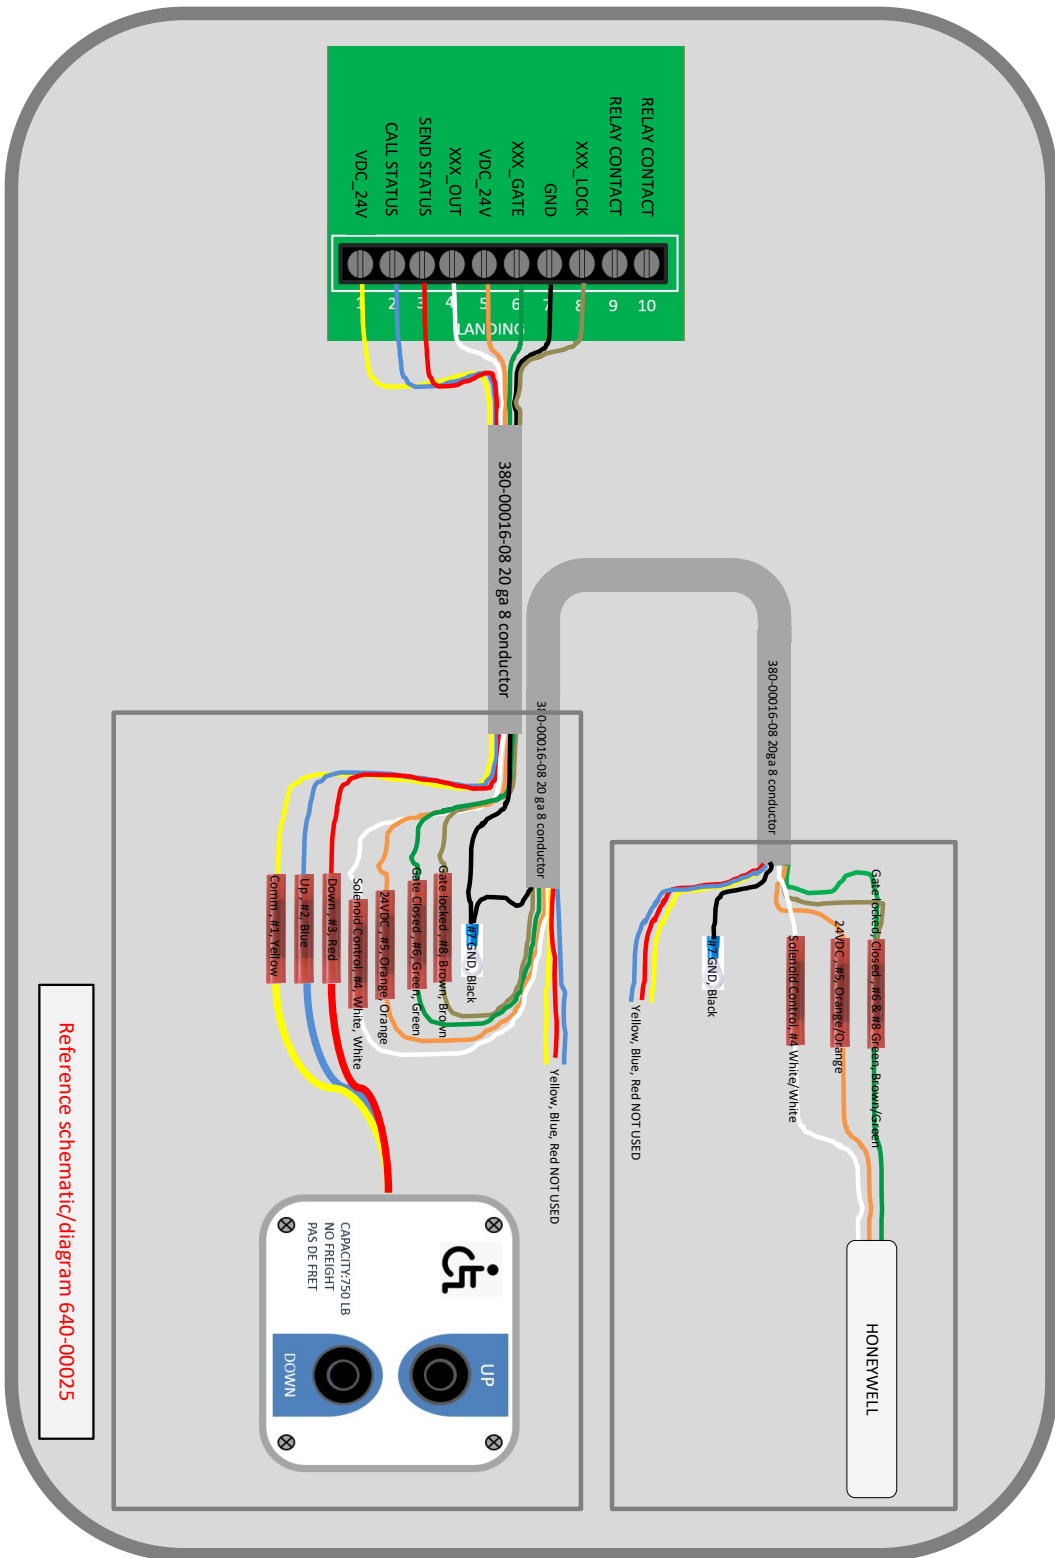 VDC_24V
CALL STATUS
SEND STATUS
XXX_OUT
VDC_24V
XXX_GATE
GND
XXX_LOCK
RELAY CONTACT
RELAY CONTACT
1
2
3
4
5
6
7
8
9
10
LANDING
380-00016-08 20 ga 8 conductor
380-00016-08 20 ga 8 conductor
380-00016-08 20ga 8 conductor
Comm , #1, Yellow
Up , #2, Blue
Down , #3, Red
Solenoid Control, #4, White, White
24VDC , #5, Orange, Orange
Gate Closed , #6, Green, Green
Gate locked , #8, Brown, Brown
#7 GND, Black
Yellow, Blue, Red NOT USED
Yellow, Blue, Red NOT USED
#7 GND, Black
Solenoid Control, #4 White/White
24VDC , #5, Orange/Orange
Gate locked, Closed , #6 & #8 Green, Brown/Green
HONEYWELL
CAPACITY:750 LB
NO FREIGHT
PAS DE FRET
UP
DOWN
Reference schematic/diagram 640-00025